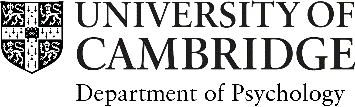 UNIVERSITY OF
CAMBRIDGE
Department of Psychology